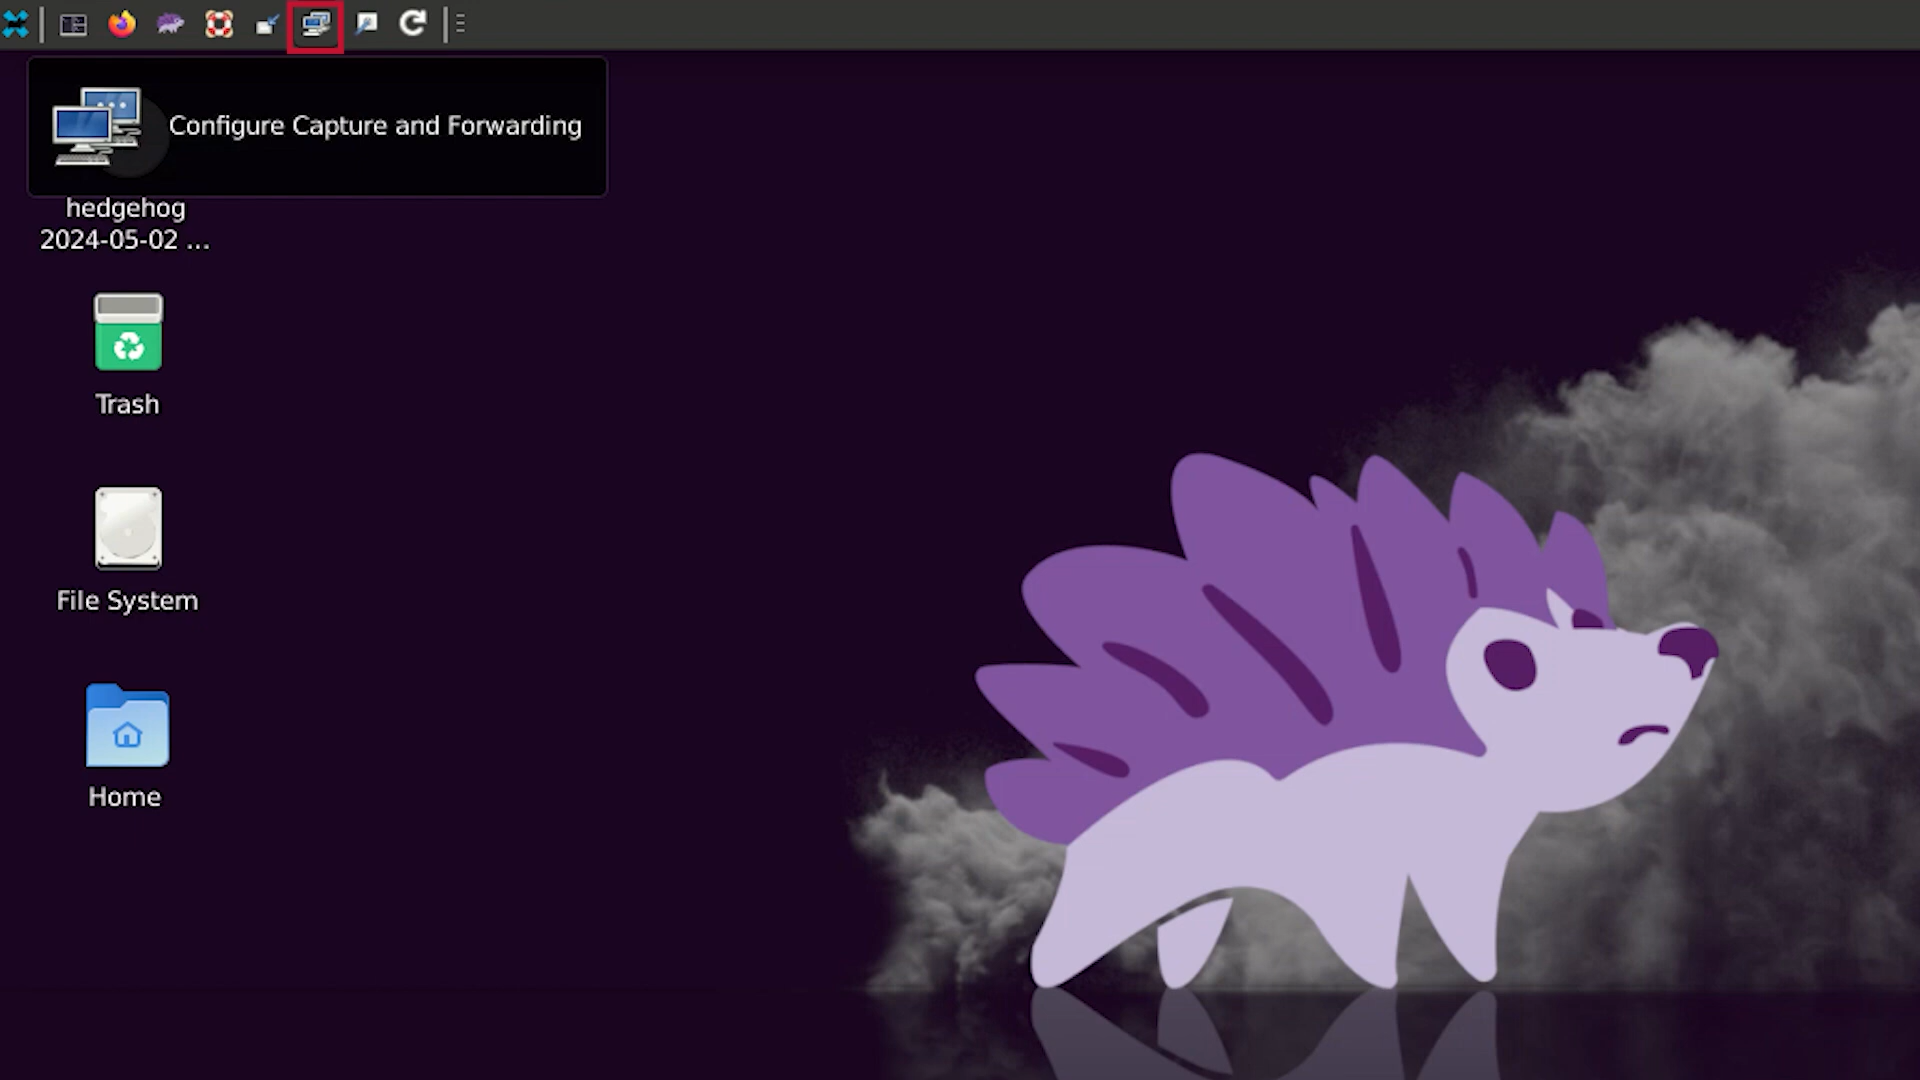 Configure Capture and Forwarding
hedgehog
2024-05-02 ...
Trash
File System
Home